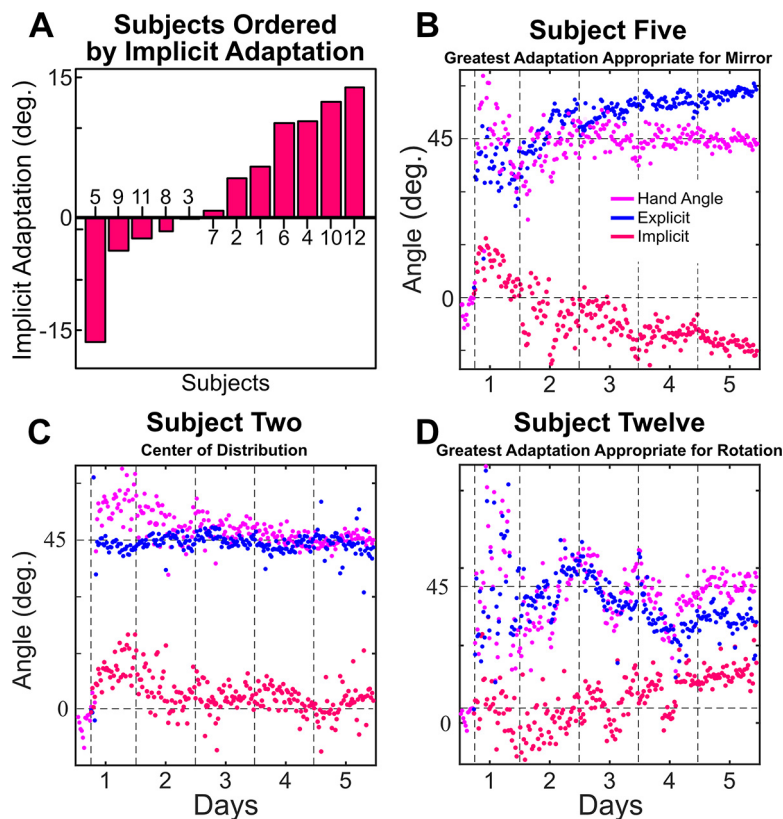 A
Subjects Ordered
by Implicit Adaptation
Implicit Adaptation (deg.)
15
0
-15
5 9 11 8 3
7 2 1 6 4 10 12
Subjects
B
Subject Five
Greatest Adaptation Appropriate for Mirror
Angle (deg.)
45
0
Hand Angle
Explicit
Implicit
1 2 3 4 5
C
Subject Two
Center of Distribution
Angle (deg.)
45
0
1 2 3 4 5
Days
D
Subject Twelve
Greatest Adaptation Appropriate for Rotation
45
0
1 2 3 4 5
Days